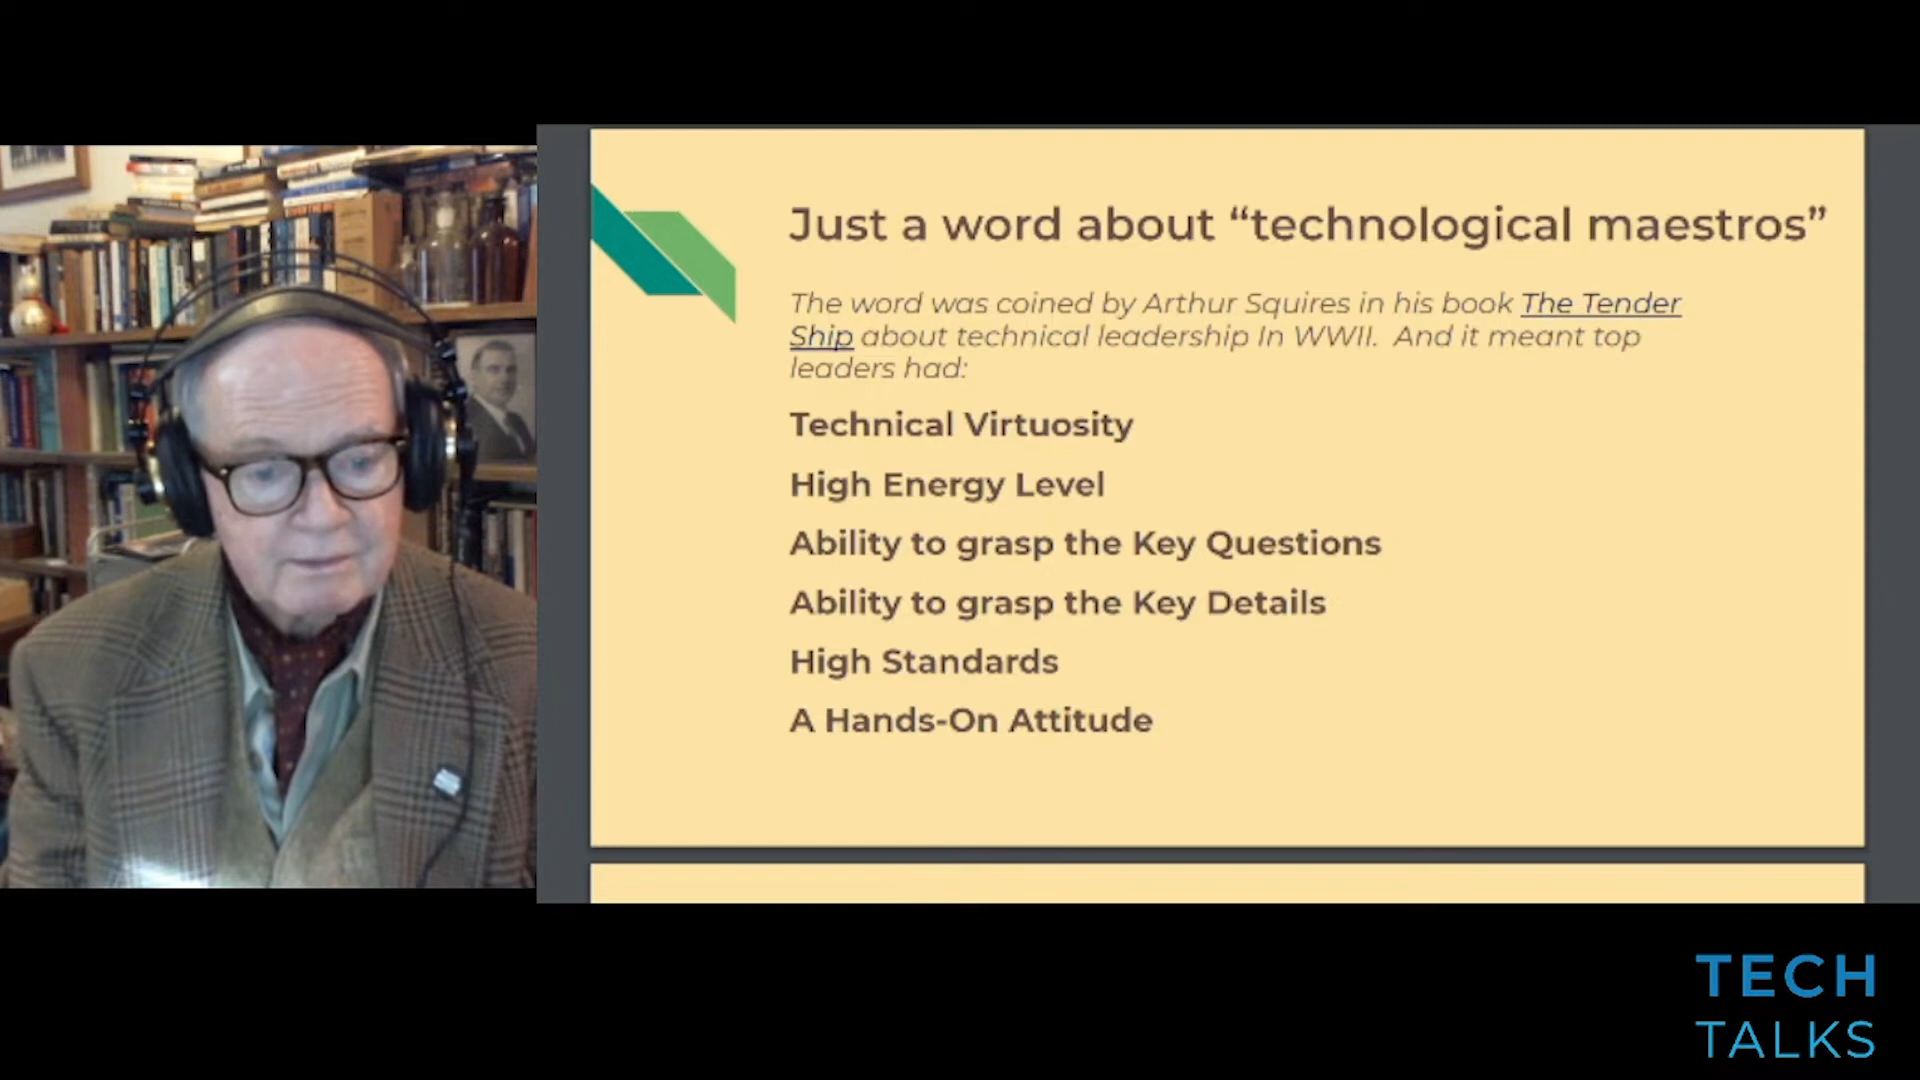 Just a word about “technological maestros”
The word was coined by Arthur Squires in his book The Tender
Ship about technical leadership In WWII. And it meant top
leaders had:
Technical Virtuosity
High Energy Level
Ability to grasp the Key Questions
Ability to grasp the Key Details
High Standards
A Hands-On Attitude
TECH
TALKS